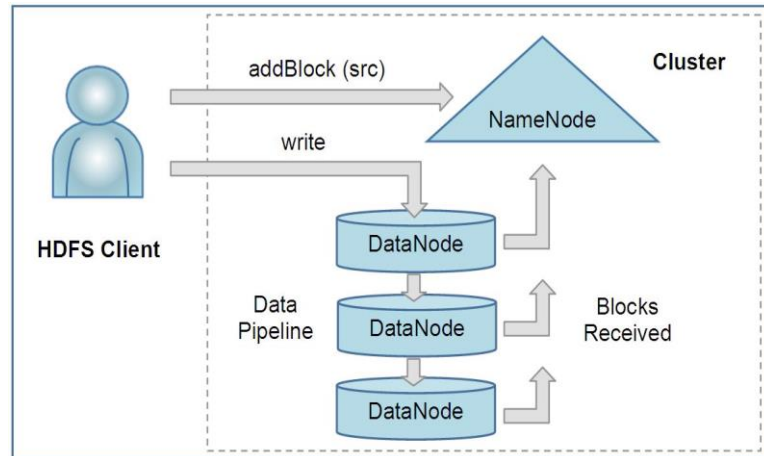 addBlock (src)
Cluster
NameNode
write
HDFS Client
DataNode
Data
Pipeline
DataNode
Blocks
Received
DataNode